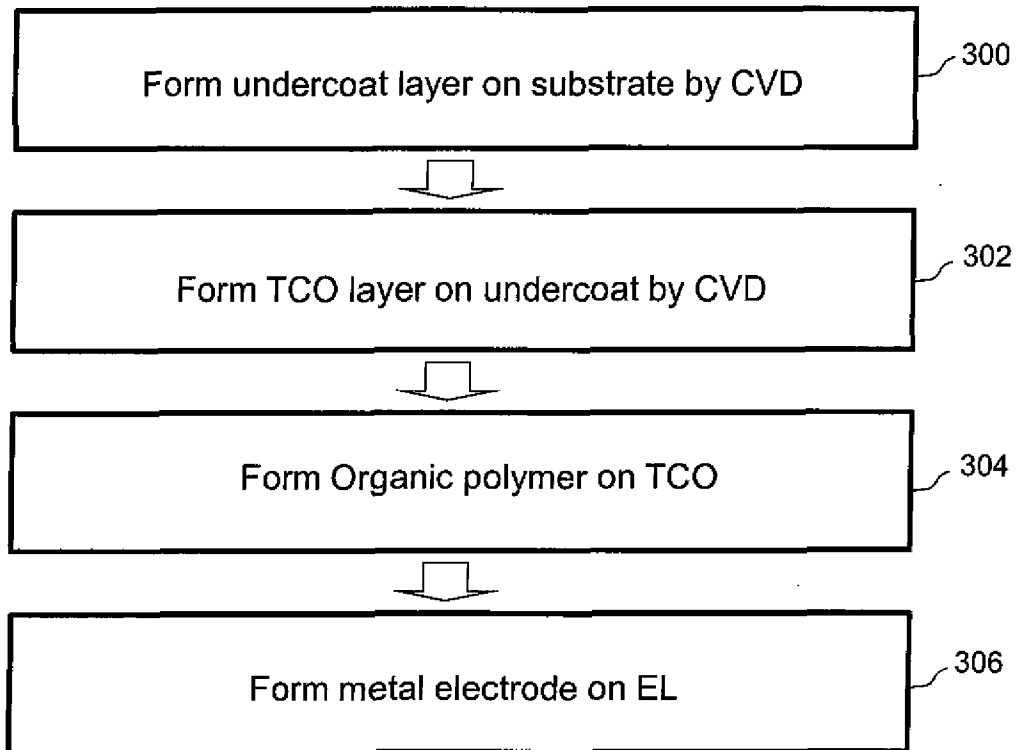 Form undercoat layer on substrate by CVD
300
Form TCO layer on undercoat by CVD
302
Form Organic polymer on TCO
304
Form metal electrode on EL
306